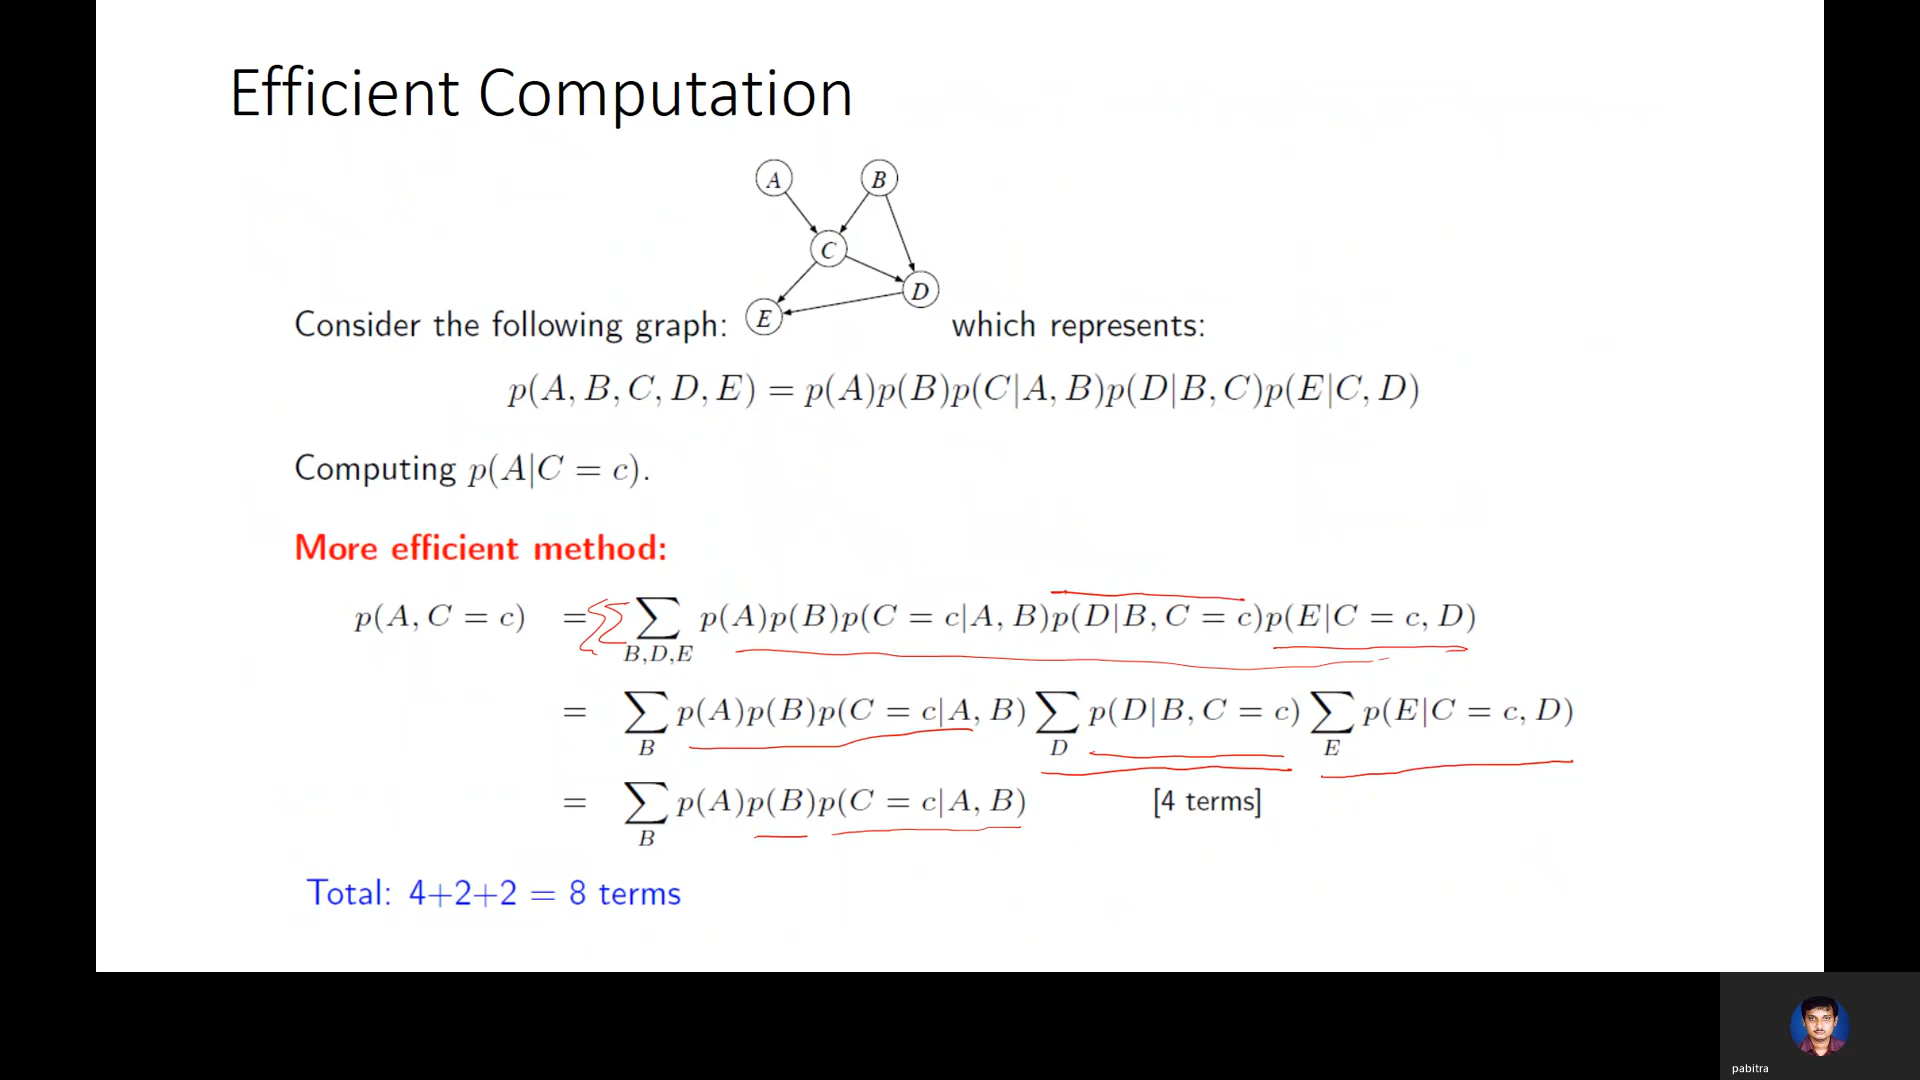 Efficient Computation
A B
C
D
E
Consider the following graph: which represents:
p(A, B, C, D, E) = p(A)p(B)p(C|A, B)p(D|B, C)p(E|C, D)
Computing p(A|C = c).
More efficient method:
p(A, C = c) = ∑_{B,D,E} p(A)p(B)p(C = c|A, B)p(D|B, C = c)p(E|C = c, D)
= ∑_B p(A)p(B)p(C = c|A, B) ∑_D p(D|B, C = c) ∑_E p(E|C = c, D)
= ∑_B p(A)p(B)p(C = c|A, B) [4 terms]
Total: 4+2+2 = 8 terms
pabitra